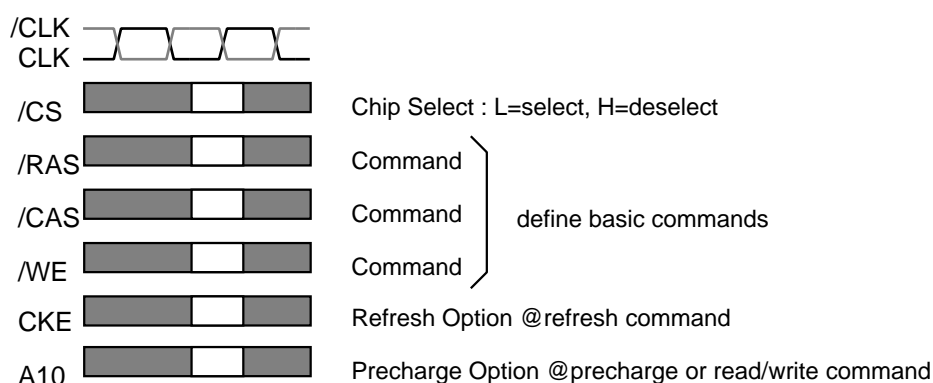 /CLK
CLK
/CS Chip Select : L=select, H=deselect
/RAS Command
/CAS Command define basic commands
/WE Command
CKE Refresh Option @refresh command
A10 Precharge Option @precharge or read/write command